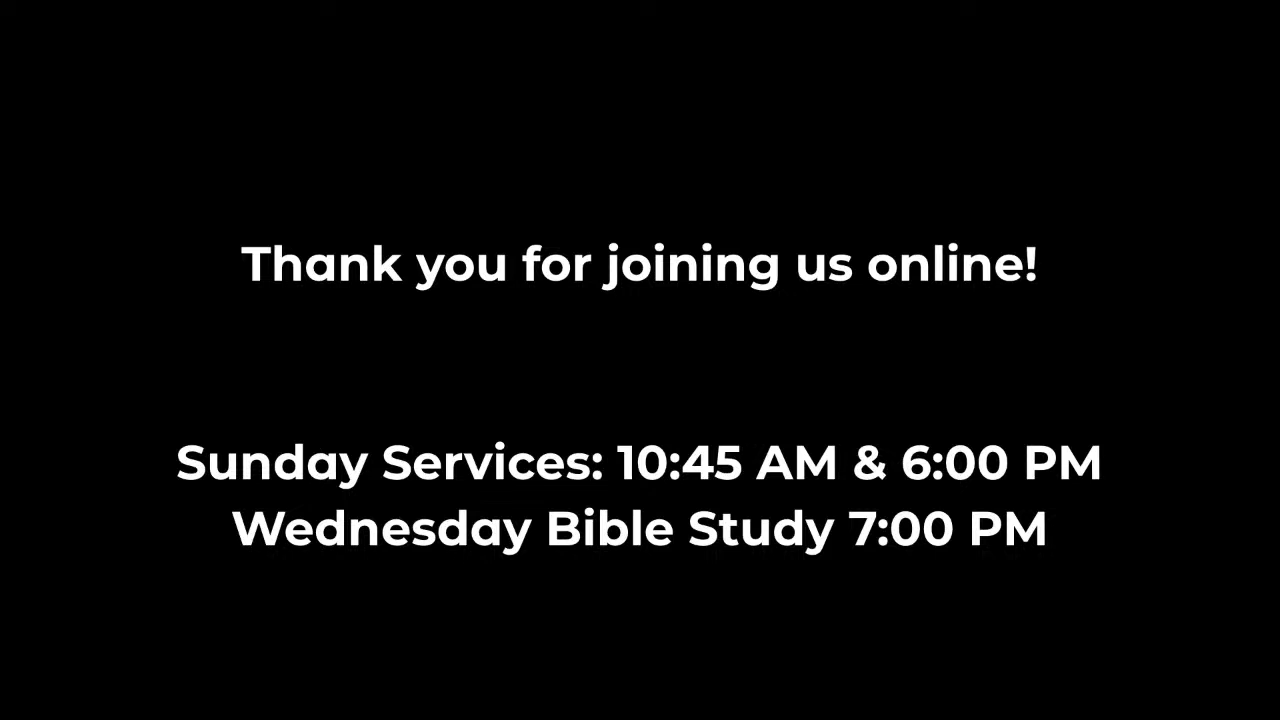 Thank you for joining us online!
Sunday Services: 10:45 AM & 6:00 PM
Wednesday Bible Study 7:00 PM